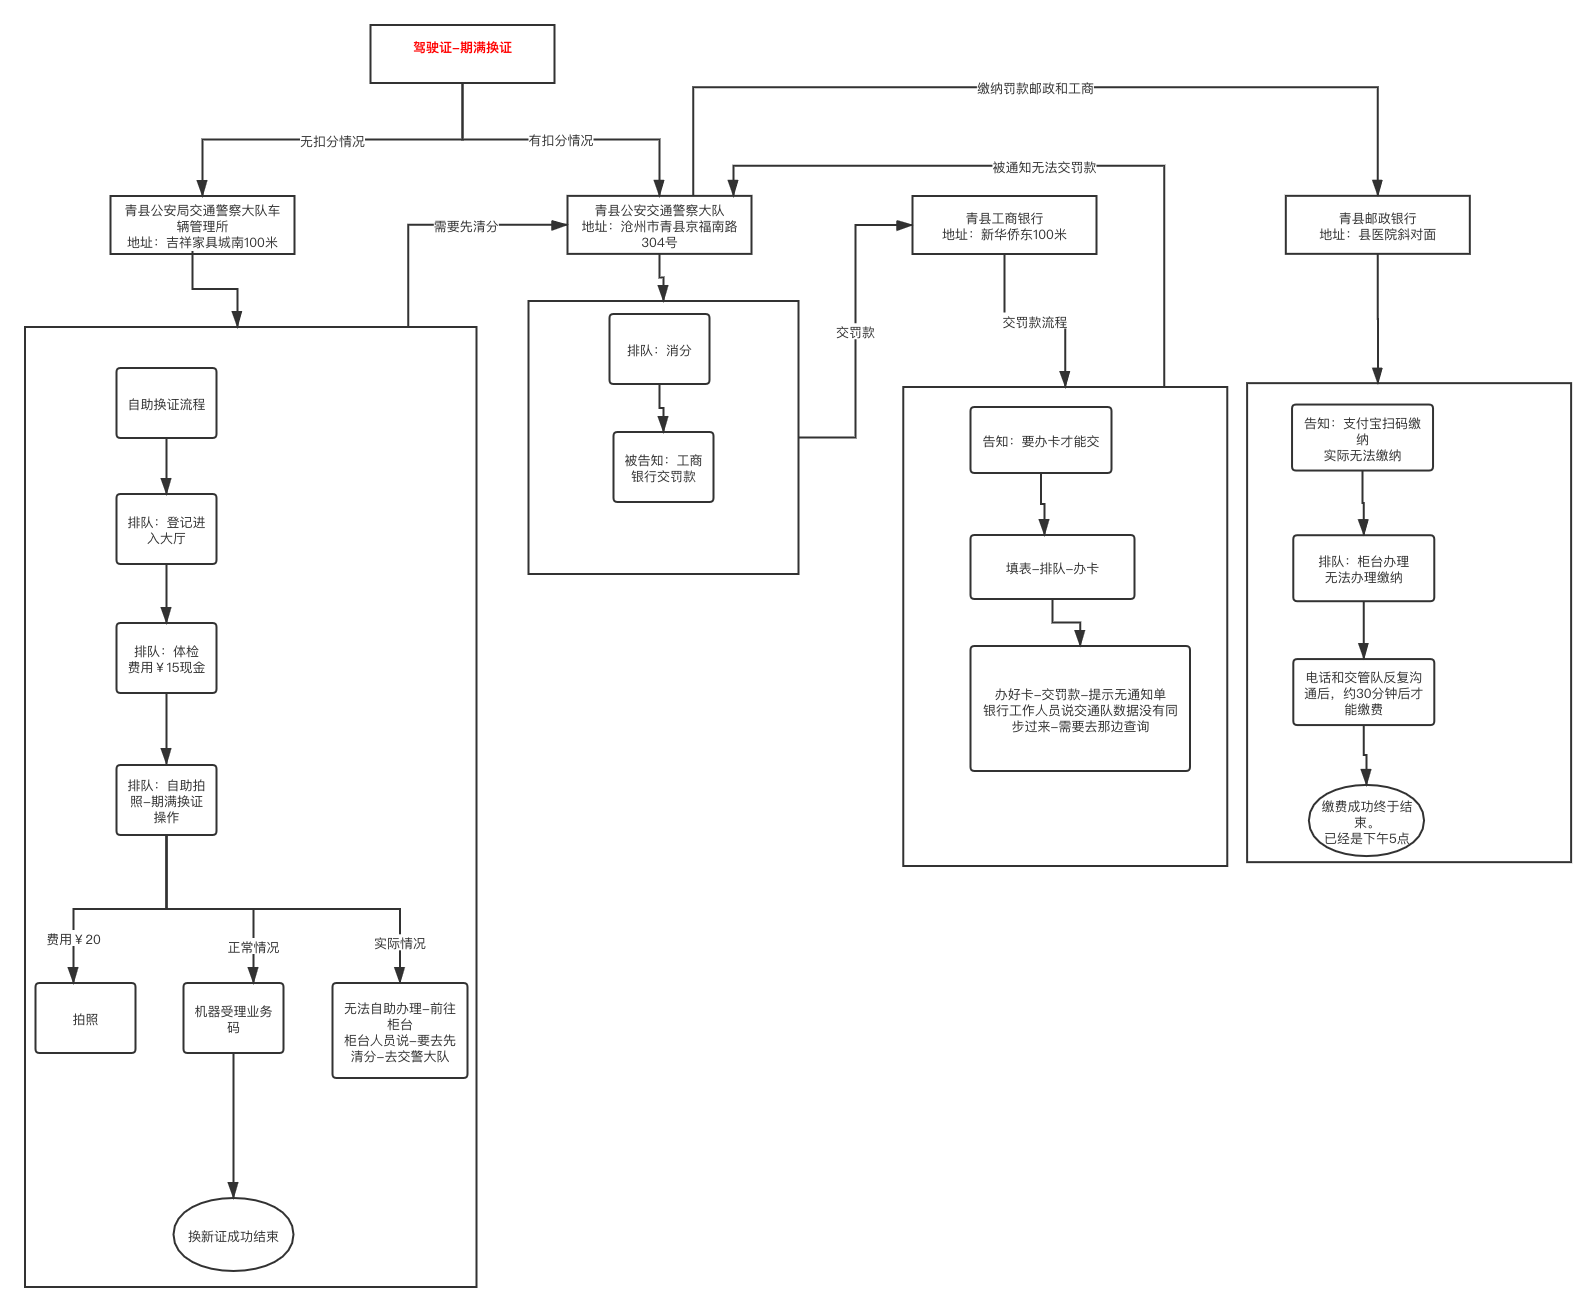 驾驶证-期满换证
缴纳罚款邮政和工商
无扣分情况
有扣分情况
被通知无法交罚款
青县公安局交通警察大队车
辆管理所
地址：吉祥家具城南100米
需要先清分
青县公安交通警察大队
地址：沧州市青县京福南路
304号
青县工商银行
地址：新华侨东100米
青县邮政银行
地址：县医院斜对面
自助换证流程
排队：登记进
入大厅
排队：体检
费用￥15现金
排队：自助拍
照-期满换证
操作
费用￥20
正常情况
实际情况
拍照
机器受理业务
码
无法自助办理-前往
柜台
柜台人员说-要去先
清分-去交警大队
换新证成功结束
排队：消分
被告知：工商
银行交罚款
交罚款
交罚款流程
告知：要办卡才能交
填表-排队-办卡
办好卡-交罚款-提示无通知单
银行工作人员说交通队数据没有同
步过来-需要去那边查询
告知：支付宝扫码缴
纳
实际无法缴纳
排队：柜台办理
无法办理缴纳
电话和交管队反复沟
通后，约30分钟后才
能缴费
缴费成功终于结
束。
已经是下午5点